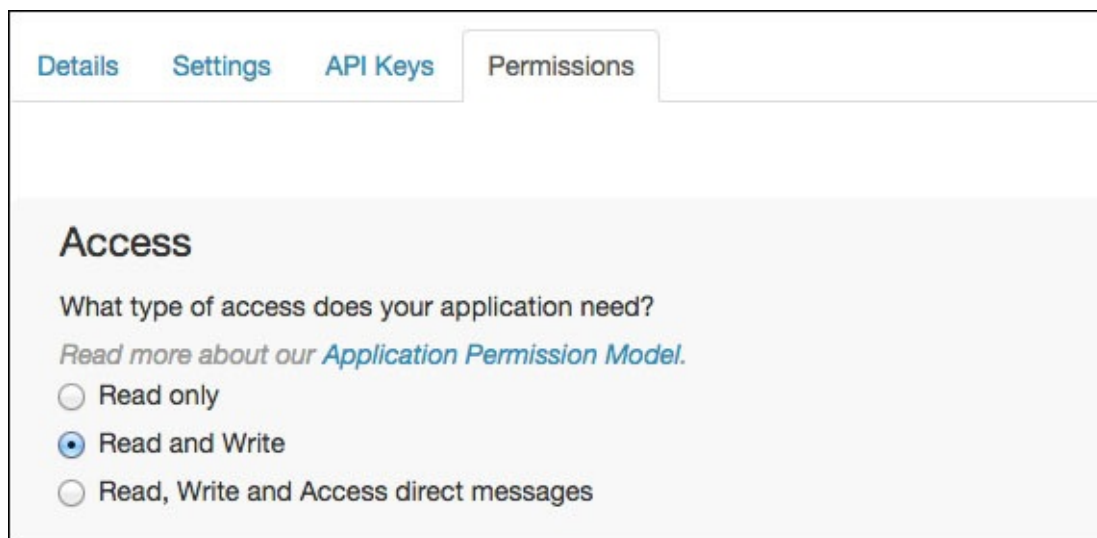 Details Settings API Keys Permissions
Access
What type of access does your application need?
Read more about our Application Permission Model.
Read only
Read and Write
Read, Write and Access direct messages